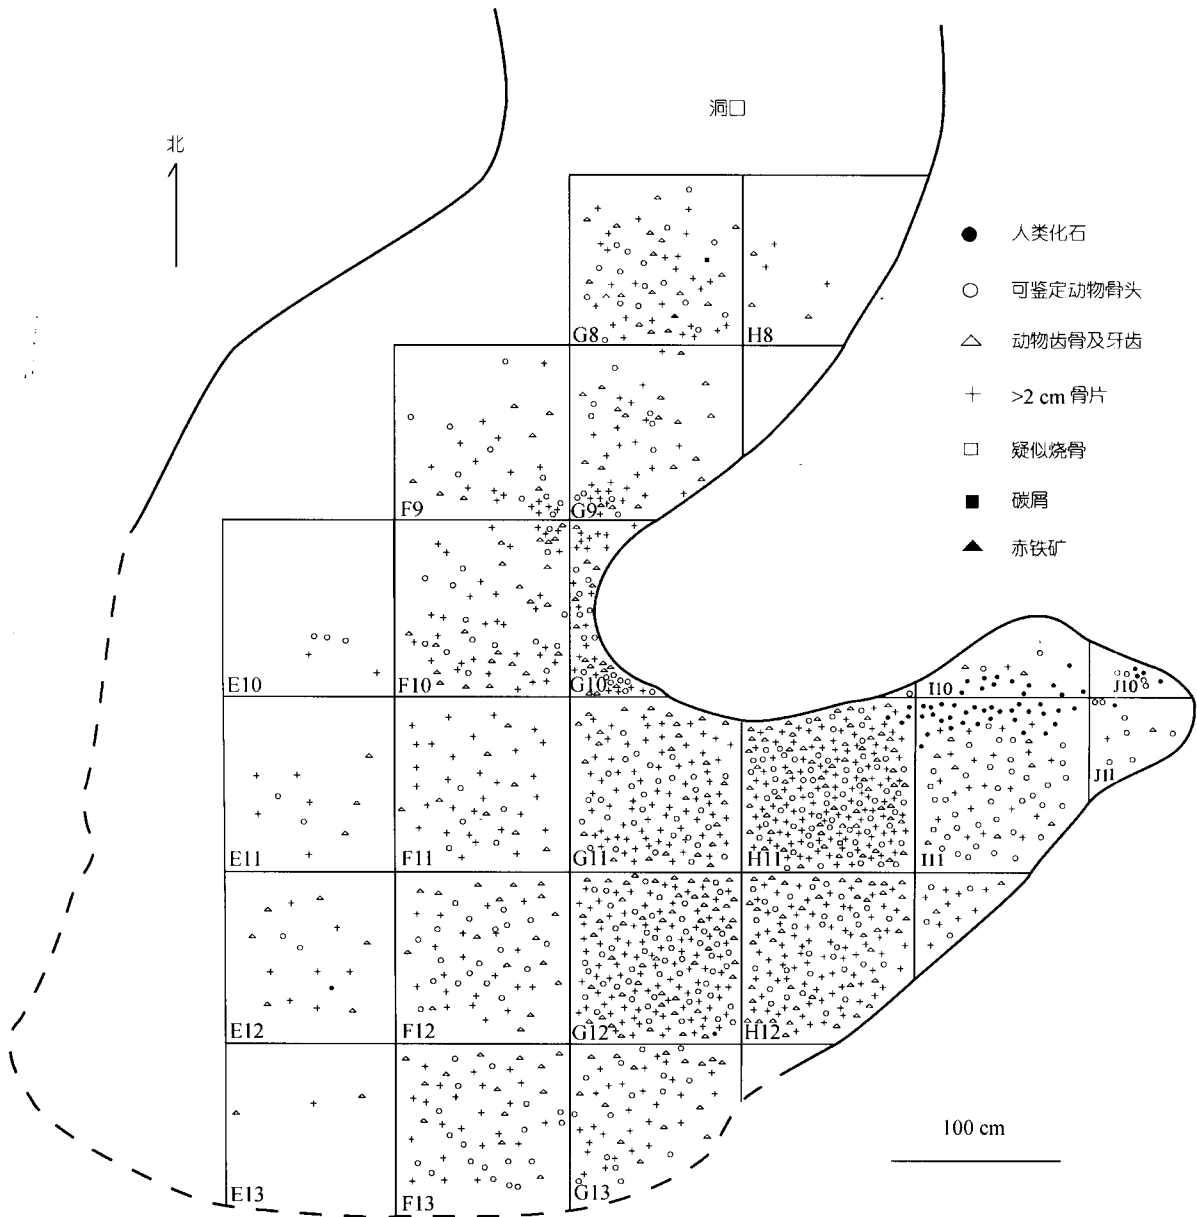 洞口
北
人类化石
可鉴定动物骨头
动物齿骨及牙齿
>2 cm 骨片
疑似烧骨
碳屑
赤铁矿
G8 H8
F9 G9
E10 F10 G10 I10 J10
E11 F11 G11 H11 I11 J11
E12 F12 G12 H12
E13 F13 G13
100 cm